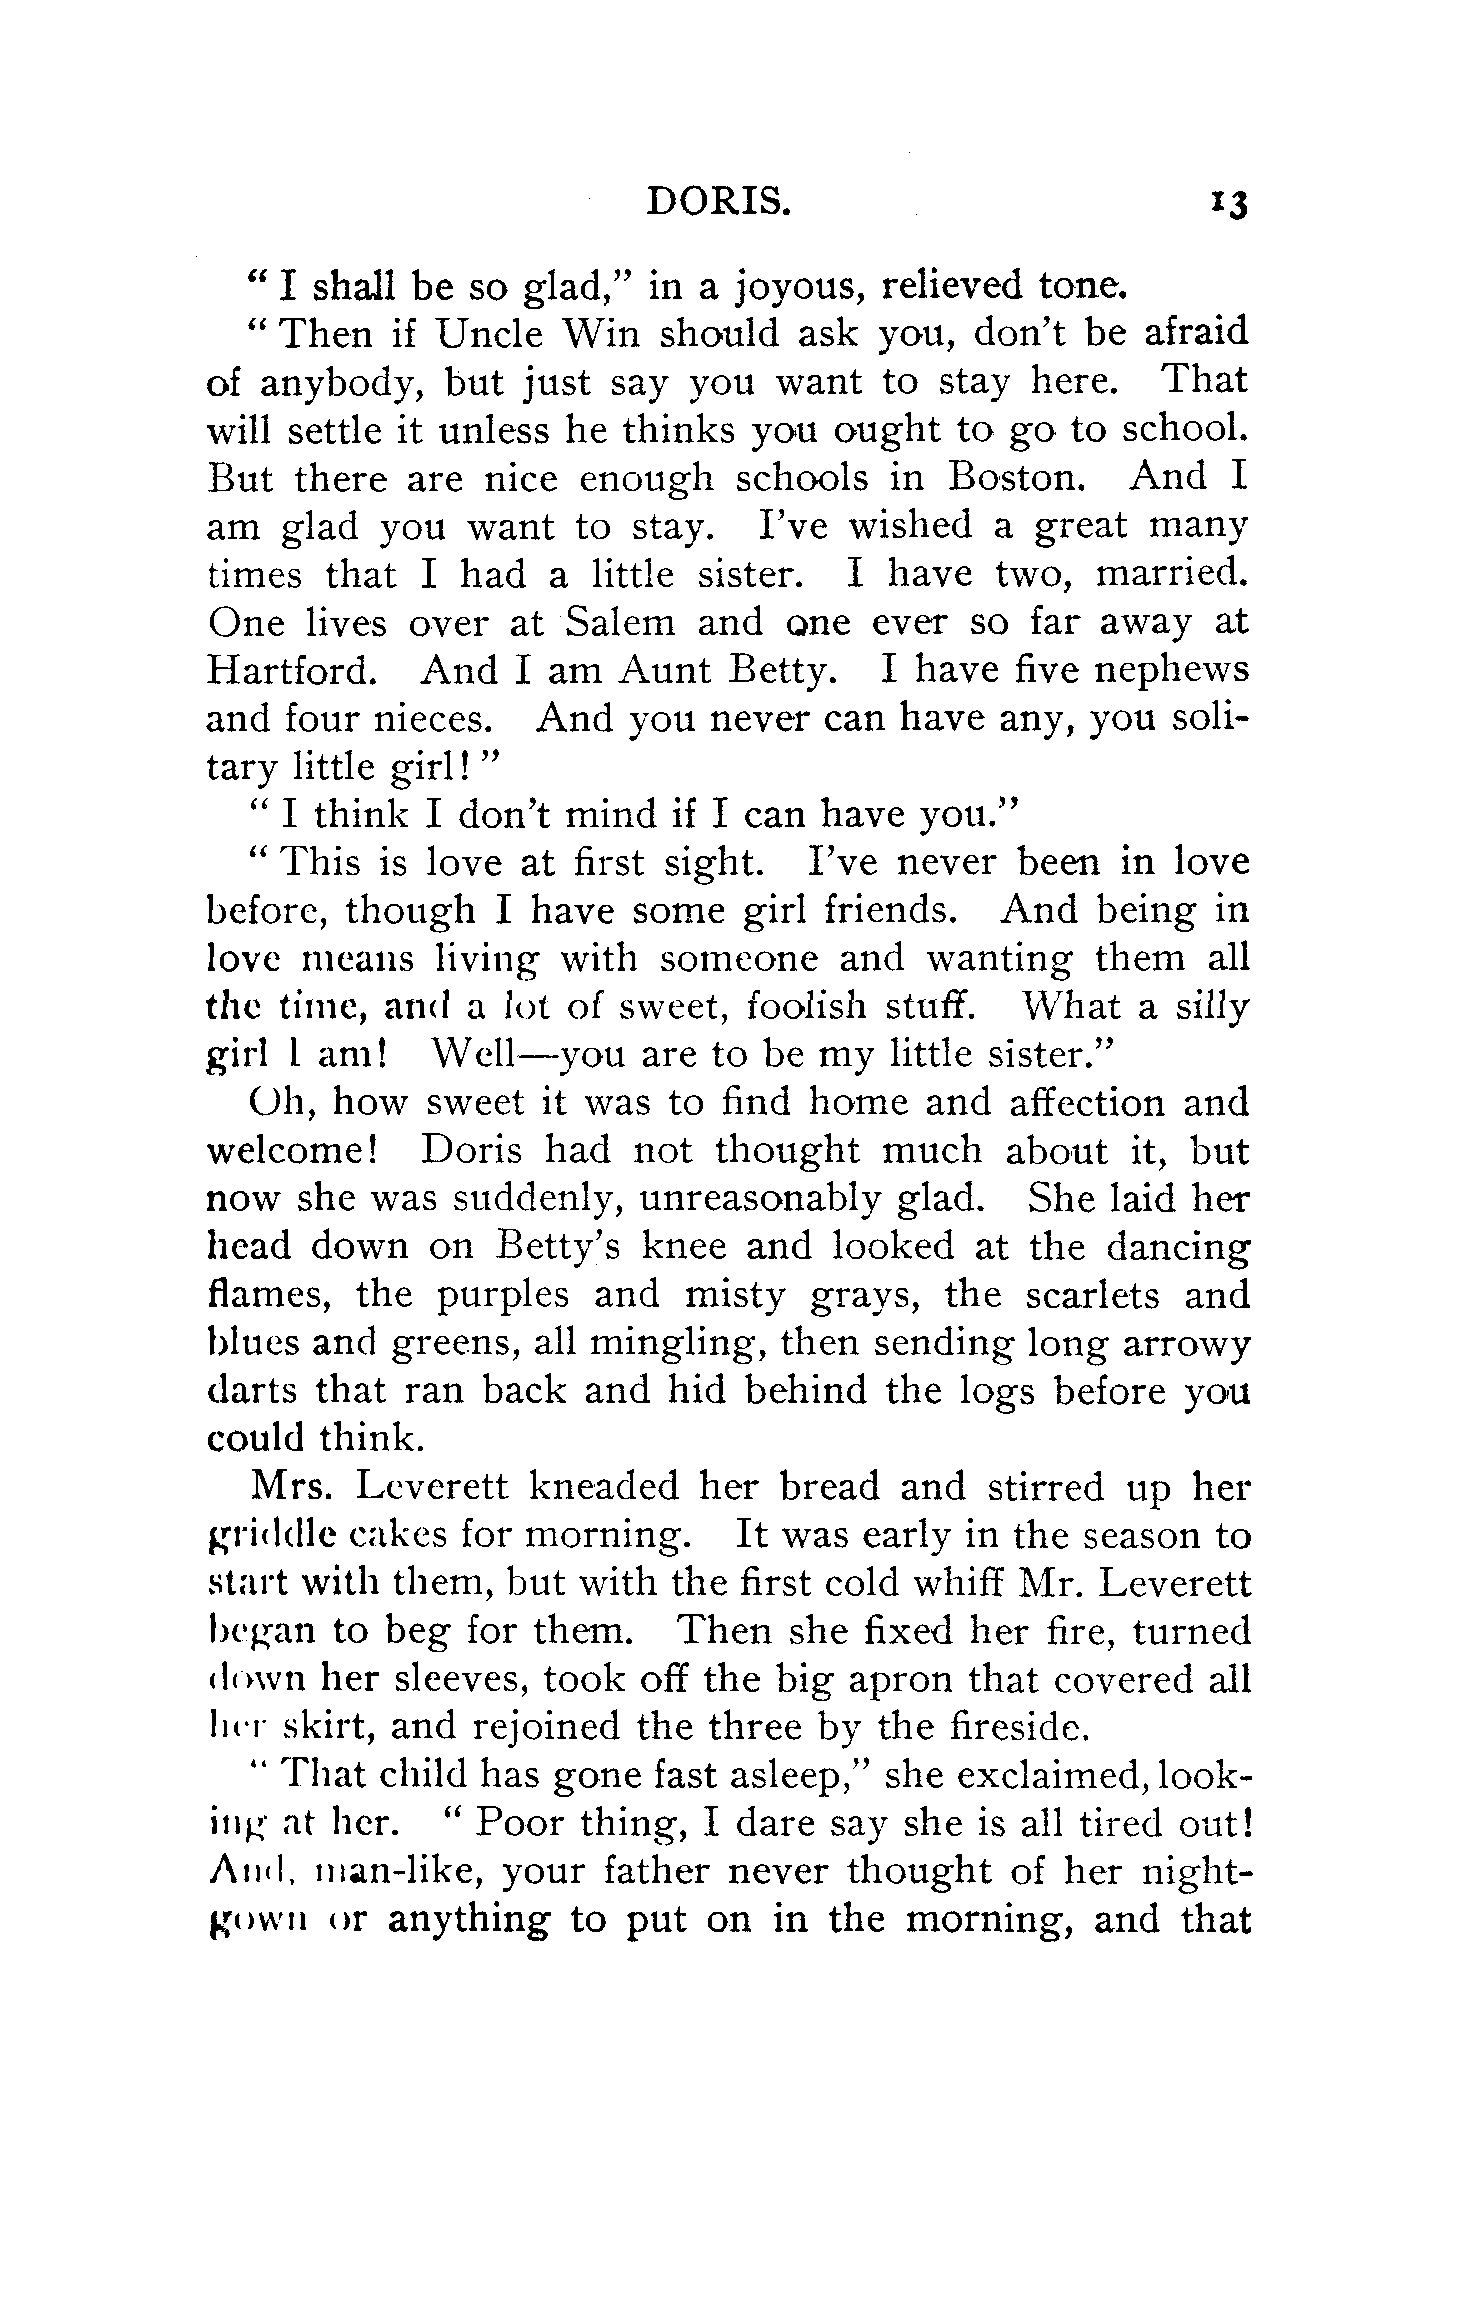 DORIS. 13
" I shall be so glad," in a joyous, relieved tone.
" Then if Uncle Win should ask you, don't be afraid
of anybody, but just say you want to stay here. That
will settle it unless he thinks you ought to go to school.
But there are nice enough schools in Boston. And I
am glad you want to stay. I've wished a great many
times that I had a little sister. I have two, married.
One lives over at Salem and one ever so far away at
Hartford. And I am Aunt Betty. I have five nephews
and four nieces. And you never can have any, you soli-
tary little girl! "
" I think I don't mind if I can have you."
" This is love at first sight. I've never been in love
before, though I have some girl friends. And being in
love means living with someone and wanting them all
the time, and a lot of sweet, foolish stuff. What a silly
girl I am! Well—you are to be my little sister."
Oh, how sweet it was to find home and affection and
welcome! Doris had not thought much about it, but
now she was suddenly, unreasonably glad. She laid her
head down on Betty's knee and looked at the dancing
flames, the purples and misty grays, the scarlets and
blues and greens, all mingling, then sending long arrowy
darts that ran back and hid behind the logs before you
could think.
Mrs. Leverett kneaded her bread and stirred up her
griddle cakes for morning. It was early in the season to
start with them, but with the first cold whiff Mr. Leverett
began to beg for them. Then she fixed her fire, turned
down her sleeves, took off the big apron that covered all
her skirt, and rejoined the three by the fireside.
" That child has gone fast asleep," she exclaimed, look-
ing at her. " Poor thing, I dare say she is all tired out!
And, man-like, your father never thought of her night-
gown or anything to put on in the morning, and that